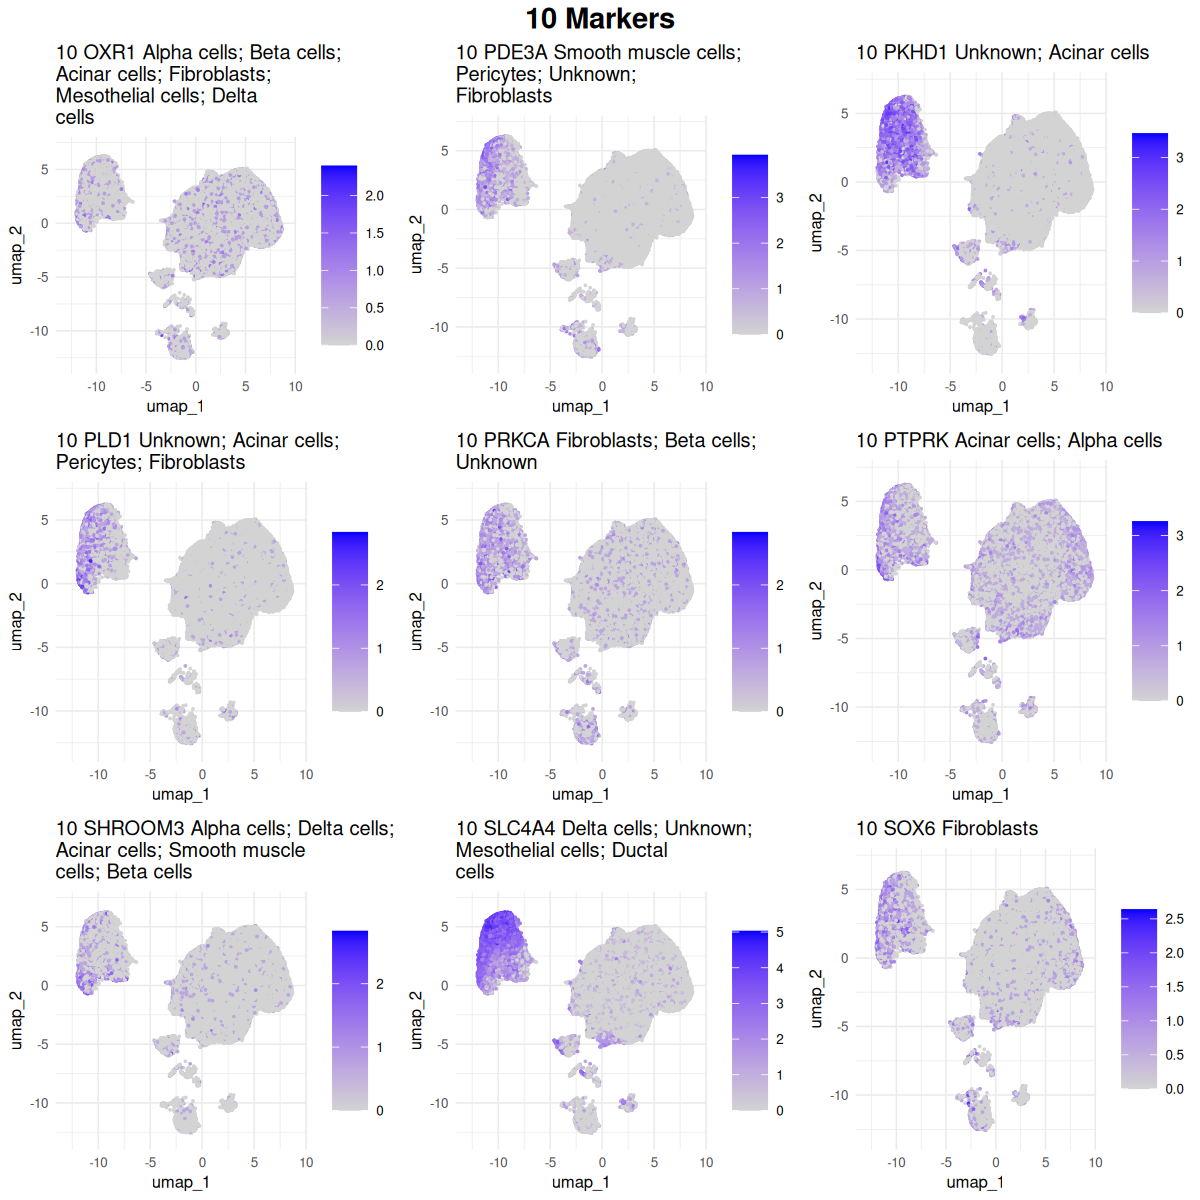 10 Markers
10 OXR1 Alpha cells; Beta cells;
Acinar cells; Fibroblasts;
Mesothelial cells; Delta
cells
5
0
-5
-10
umap_2
-10 -5 0 5 10
umap_1
2.0
1.5
1.0
0.5
0.0
10 PDE3A Smooth muscle cells;
Pericytes; Unknown;
Fibroblasts
5
0
-5
-10
umap_2
-10 -5 0 5 10
umap_1
3
2
1
0
10 PKHD1 Unknown; Acinar cells
5
0
-5
-10
umap_2
-10 -5 0 5 10
umap_1
3
2
1
0
10 PLD1 Unknown; Acinar cells;
Pericytes; Fibroblasts
5
0
-5
-10
umap_2
-10 -5 0 5 10
umap_1
2
1
0
10 PRKCA Fibroblasts; Beta cells;
Unknown
5
0
-5
-10
umap_2
-10 -5 0 5 10
umap_1
2
1
0
10 PTPRK Acinar cells; Alpha cells
5
0
-5
-10
umap_2
-10 -5 0 5 10
umap_1
3
2
1
0
10 SHROOM3 Alpha cells; Delta cells;
Acinar cells; Smooth muscle
cells; Beta cells
5
0
-5
-10
umap_2
-10 -5 0 5 10
umap_1
2
1
0
10 SLC4A4 Delta cells; Unknown;
Mesothelial cells; Ductal
cells
5
0
-5
-10
umap_2
-10 -5 0 5 10
umap_1
5
4
3
2
1
0
10 SOX6 Fibroblasts
5
0
-5
-10
umap_2
-10 -5 0 5 10
umap_1
2.5
2.0
1.5
1.0
0.5
0.0